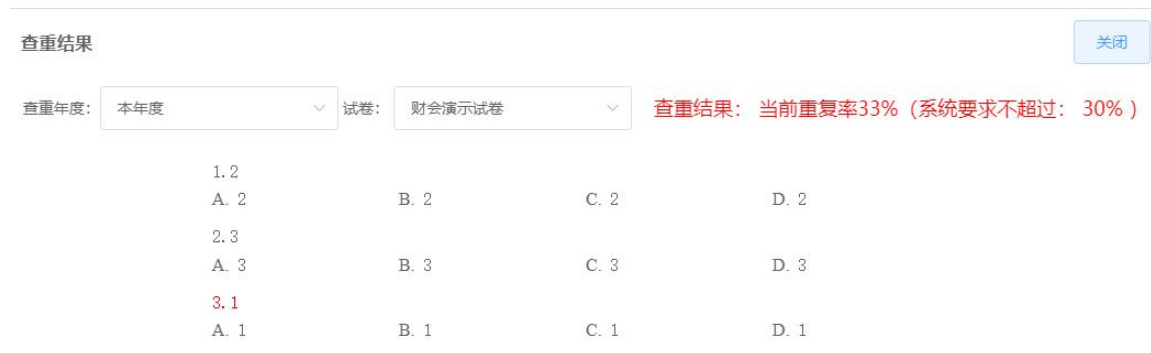 查重结果
关闭
查重年度： 本年度 试卷： 财会演示试卷 查重结果： 当前重复率33%（系统要求不超过： 30% ）
1. 2
A. 2 B. 2 C. 2 D. 2
2. 3
A. 3 B. 3 C. 3 D. 3
3. 1
A. 1 B. 1 C. 1 D. 1